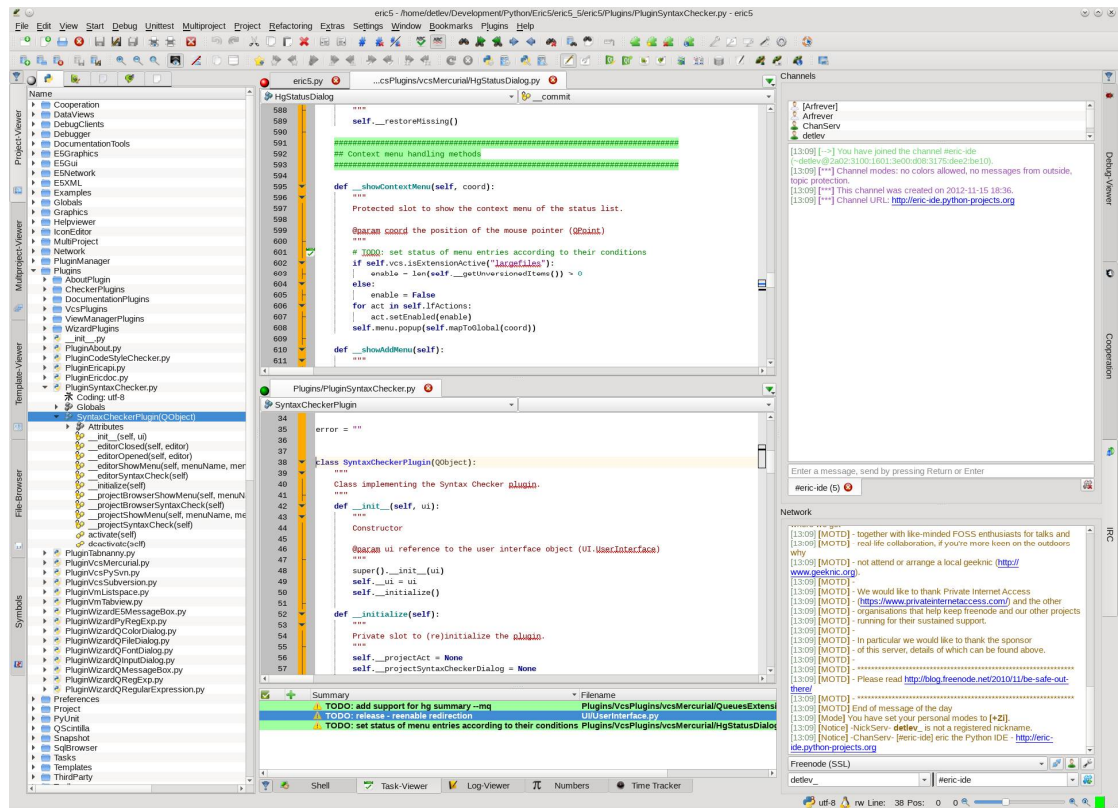 eric5 - /home/detlev/Development/Python/Eric5/eric5_5/eric5/Plugins/PluginSyntaxChecker.py - eric5
File Edit View Start Debug Unittest Multiproject Project Refactoring Extras Settings Window Bookmarks Plugins Help
Project-Viewer
Multiproject-Viewer
Template-Viewer
File-Browser
Symbols
Name
Cooperation
DataViews
DebugClients
Debugger
DocumentationTools
E5Graphics
E5Gui
E5Network
E5XML
Examples
Globals
Graphics
Helpviewer
IconEditor
MultiProject
Network
PluginManager
Plugins
AboutPlugin
CheckerPlugins
DocumentationPlugins
VcsPlugins
ViewManagerPlugins
WizardPlugins
__init__.py
PluginAbout.py
PluginCodeStyleChecker.py
PluginEricapi.py
PluginEricdoc.py
PluginSyntaxChecker.py
Coding: utf-8
Globals
SyntaxCheckerPlugin(QObject)
Attributes
__init__(self, ui)
__editorClosed(self, editor)
__editorOpened(self, editor)
__editorShowMenu(self, menuName, mer
__editorSyntaxCheck(self)
__initialize(self)
__projectBrowserShowMenu(self, menuN
__projectBrowserSyntaxCheck(self)
__projectShowMenu(self, menuName, me
__projectSyntaxCheck(self)
activate(self)
deactivate(self)
PluginTabnanny.py
PluginVcsMercurial.py
PluginVcsPySvn.py
PluginVcsSubversion.py
PluginVmListspace.py
PluginVmTabview.py
PluginWizardE5MessageBox.py
PluginWizardPyRegExp.py
PluginWizardQColorDialog.py
PluginWizardQFileDialog.py
PluginWizardQFontDialog.py
PluginWizardQInputDialog.py
PluginWizardQMessageBox.py
PluginWizardQRegExp.py
PluginWizardQRegularExpression.py
Preferences
Project
PyUnit
QScintilla
Snapshot
SqlBrowser
Tasks
Templates
ThirdParty
eric5.py ...csPlugins/vcsMercurial/HgStatusDialog.py
HgStatusDialog __commit
588 """
589 self.__restoreMissing()
590
591 ###########################################################################
592 ## Context menu handling methods
593 ###########################################################################
594
595 def __showContextMenu(self, coord):
596 """
597 Protected slot to show the context menu of the status list.
598
599 @param coord the position of the mouse pointer (QPoint)
600 """
601 # TODO: set status of menu entries according to their conditions
602 if self.vcs.isExtensionActive("largefiles"):
603 enable = len(self.__getUnversionedItems()) > 0
604 else:
605 enable = False
606 for act in self.lfActions:
607 act.setEnabled(enable)
608 self.menu.popup(self.mapToGlobal(coord))
609
610 def __showAddMenu(self):
611 """
Plugins/PluginSyntaxChecker.py
SyntaxCheckerPlugin
34
35 error = ""
36
37
38 class SyntaxCheckerPlugin(QObject):
39 """
40 Class implementing the Syntax Checker plugin.
41 """
42 def __init__(self, ui):
43 """
44 Constructor
45
46 @param ui reference to the user interface object (UI.UserInterface)
47 """
48 super().__init__(ui)
49 self.__ui = ui
50 self.__initialize()
51
52 def __initialize(self):
53 """
54 Private slot to (re)initialize the plugin.
55 """
56 self.__projectAct = None
57 self.__projectSyntaxCheckerDialog = None
Summary Filename
TODO: add support for hg summary --mq Plugins/VcsPlugins/vcsMercurial/QueuesExtensi
TODO: release - reenable redirection UI/UserInterface.py
TODO: set status of menu entries according to their conditions Plugins/VcsPlugins/vcsMercurial/HgStatusDialog
Shell Task-Viewer Log-Viewer Numbers Time Tracker
Channels
[Arfrever]
Arfrever
ChanServ
detlev
[13:09] [-->] You have joined the channel #eric-ide
(~detlev@2a02:3100:1601:3e00:d08:3175:dee2:be10).
[13:09] [***] Channel modes: no colors allowed, no messages from outside,
topic protection.
[13:09] [***] This channel was created on 2012-11-15 18:36.
[13:09] [***] Channel URL: http://eric-ide.python-projects.org
Enter a message, send by pressing Return or Enter
#eric-ide (5)
Network
[13:09] [MOTD] - together with like-minded FOSS enthusiasts for talks and
[13:09] [MOTD] - real-life collaboration, if you're more keen on the outdoors
why
[13:09] [MOTD] - not attend or arrange a local geeknic (http://
www.geeknic.org).
[13:09] [MOTD] -
[13:09] [MOTD] - We would like to thank Private Internet Access
[13:09] [MOTD] - (https://www.privateinternetaccess.com/) and the other
[13:09] [MOTD] - organisations that help keep freenode and our other projects
[13:09] [MOTD] - running for their sustained support.
[13:09] [MOTD] -
[13:09] [MOTD] - In particular we would like to thank the sponsor
[13:09] [MOTD] - of this server, details of which can be found above.
[13:09] [MOTD] -
[13:09] [MOTD] - Please read http://blog.freenode.net/2010/11/be-safe-out-
there/
[13:09] [MOTD] End of message of the day
[13:09] [Mode] You have set your personal modes to [+Zi].
[13:09] [Notice] -NickServ- detlev_ is not a registered nickname.
[13:09] [Notice] -ChanServ- [#eric-ide] eric the Python IDE - http://eric-
ide.python-projects.org
Freenode (SSL)
detlev_ #eric-ide
Debug-Viewer
Cooperation
IRC
utf-8 rw Line: 38 Pos: 0 0